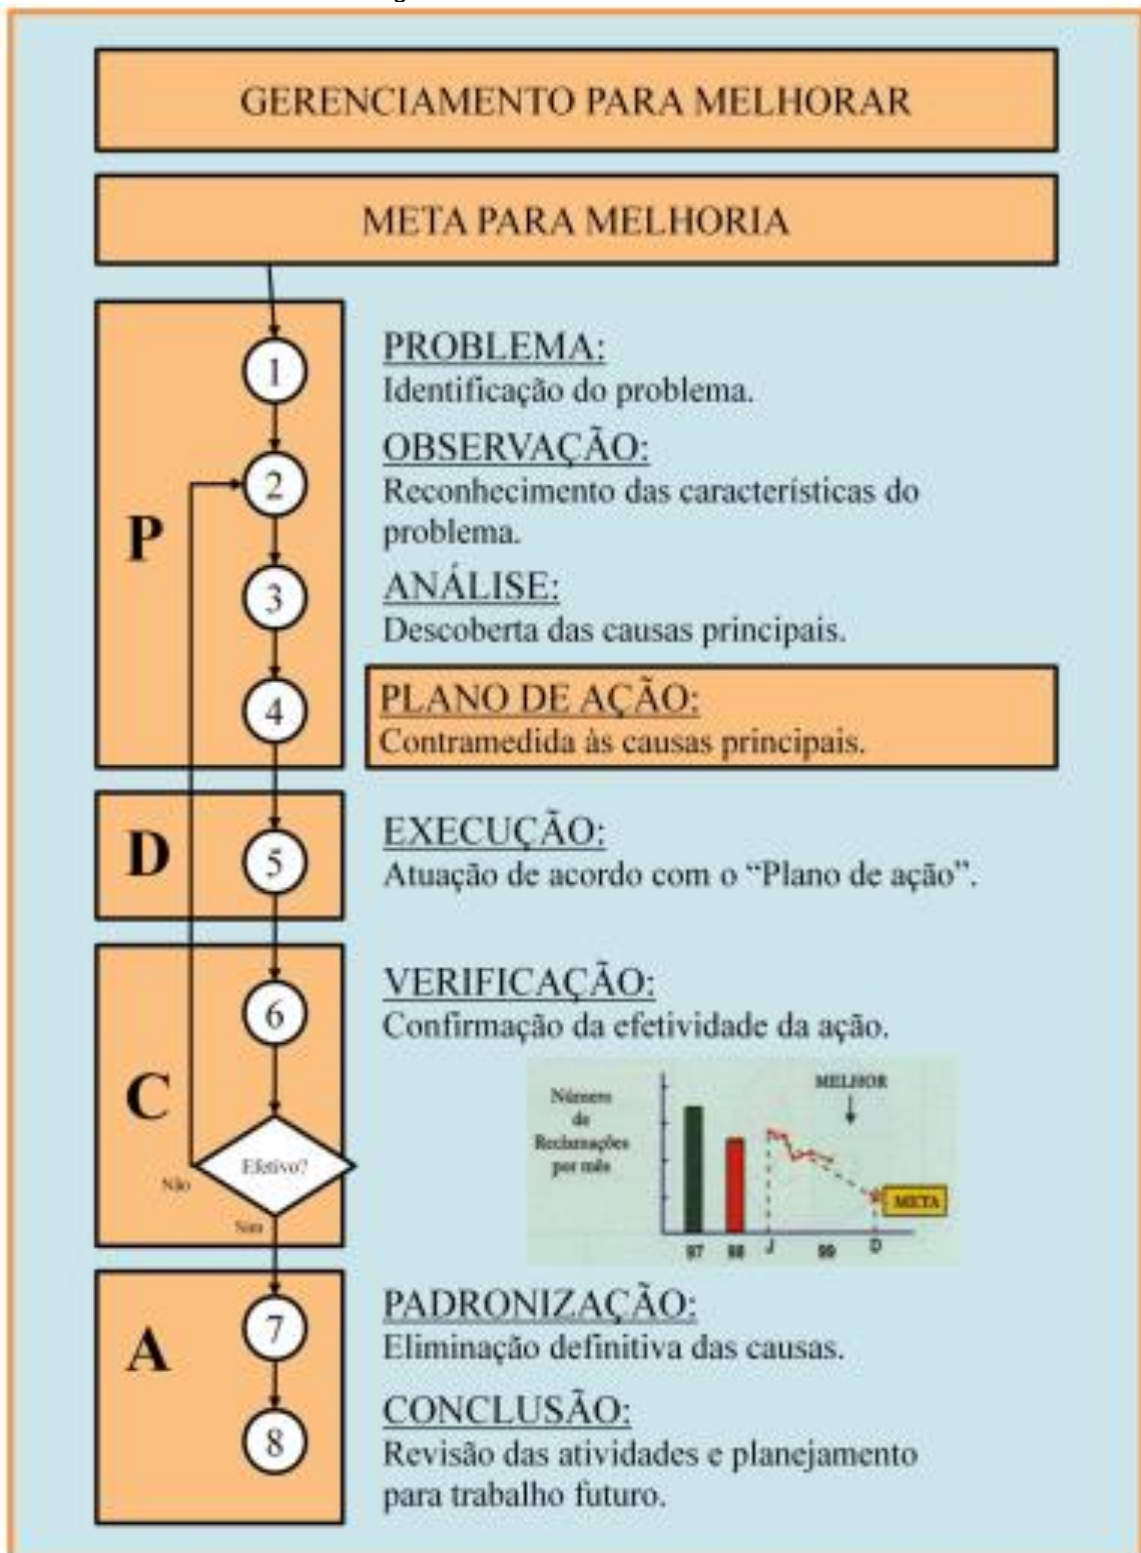 GERENCIAMENTO PARA MELHORAR
META PARA MELHORIA
P
1
PROBLEMA:
Identificação do problema.
2
OBSERVAÇÃO:
Reconhecimento das características do
problema.
3
ANÁLISE:
Descoberta das causas principais.
4
PLANO DE AÇÃO:
Contramedida às causas principais.
D
5
EXECUÇÃO:
Atuação de acordo com o “Plano de ação”.
C
6
VERIFICAÇÃO:
Confirmação da efetividade da ação.
Efetivo?
Não
Sim
Número
de
Reclamações
por mês
MELHOR
META
97 98 J 99 D
A
7
PADRONIZAÇÃO:
Eliminação definitiva das causas.
8
CONCLUSÃO:
Revisão das atividades e planejamento
para trabalho futuro.